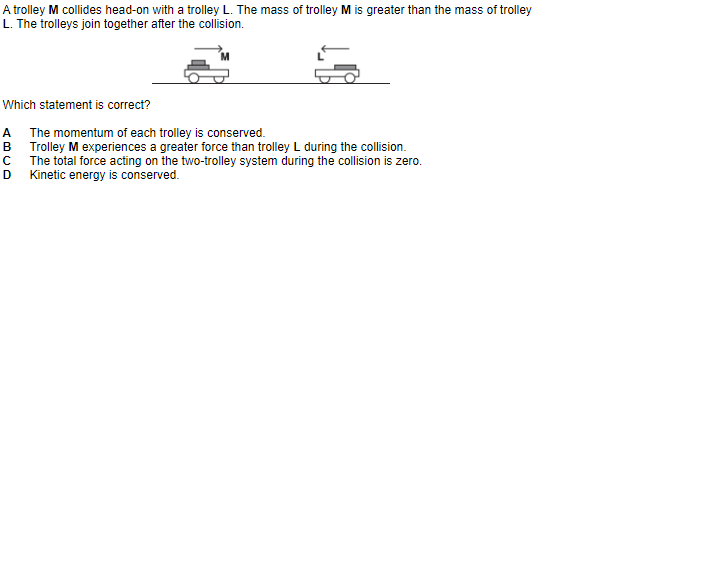 A trolley M collides head-on with a trolley L. The mass of trolley M is greater than the mass of trolley
L. The trolleys join together after the collision.
M L
Which statement is correct?
A The momentum of each trolley is conserved.
B Trolley M experiences a greater force than trolley L during the collision.
C The total force acting on the two-trolley system during the collision is zero.
D Kinetic energy is conserved.